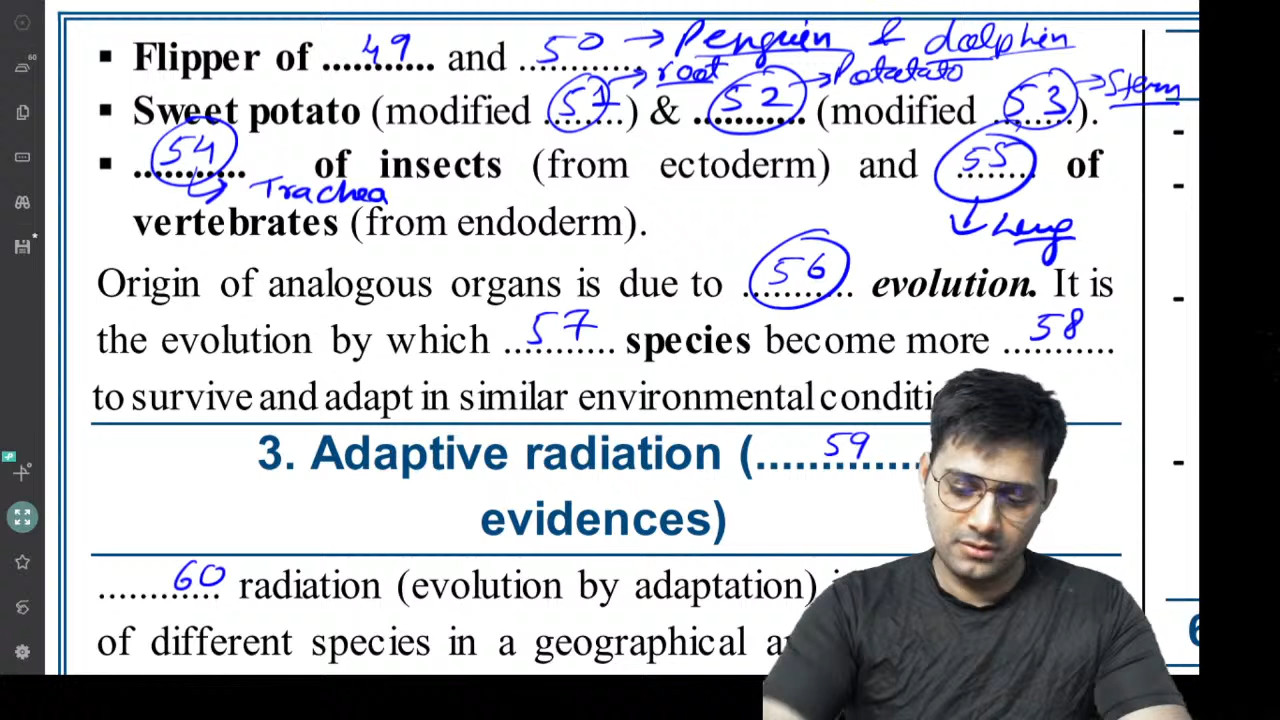 ▪ Flipper of ....49.... and ....50.... → Penguin & dolphin
→ root → Potatato → Stem
▪ Sweet potato (modified ..51..) & ..52.. (modified ..53..).
▪ ..54.. of insects (from ectoderm) and ..55.. of
↳ Trachea
vertebrates (from endoderm). ↓ Lung
Origin of analogous organs is due to ..56.. evolution. It is
the evolution by which ..57.. species become more ..58..
to survive and adapt in similar environmental
3. Adaptive radiation (....59....
evidences)
....60.. radiation (evolution by adaptation)
of different species in a geographical
6
60